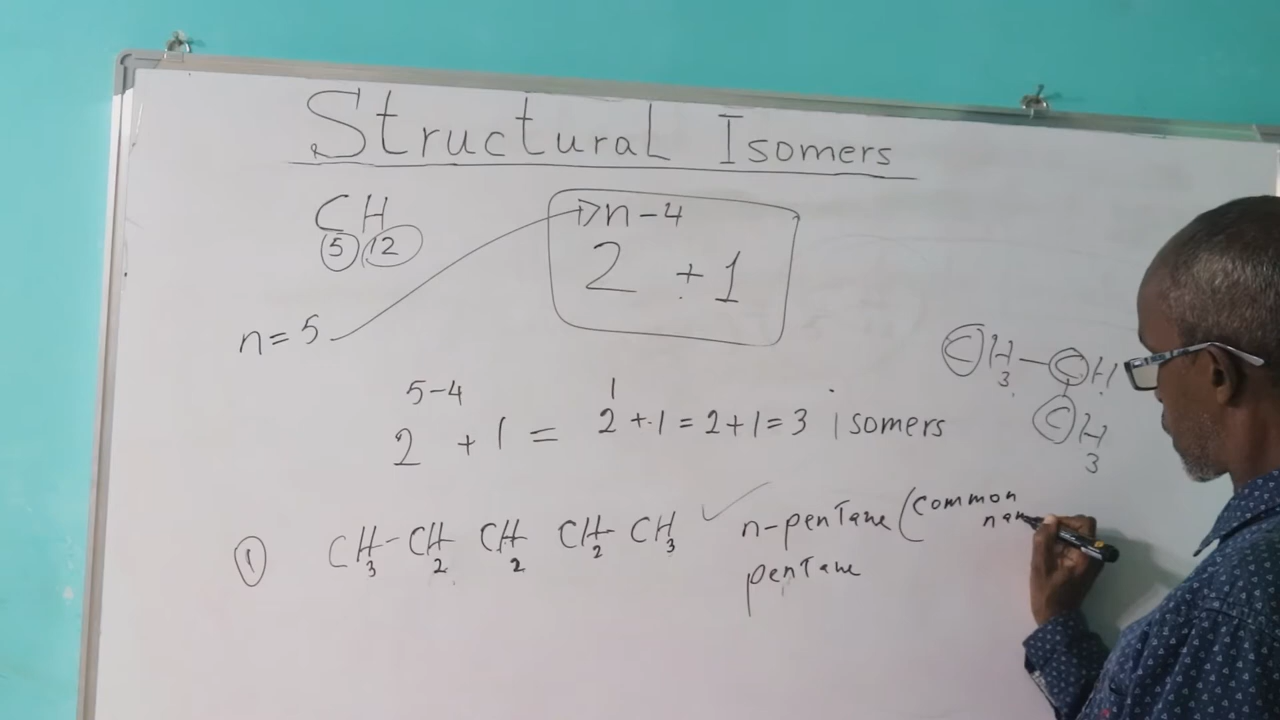 Structural Isomers
CH
5 12
n-4
2 + 1
n = 5
5-4
2 + 1 = 2^1 + 1 = 2 + 1 = 3 isomers
CH3 - CH
CH3
① CH3 - CH2 CH2 CH2 CH3 ✓ n-pentane (common
nam
pentane